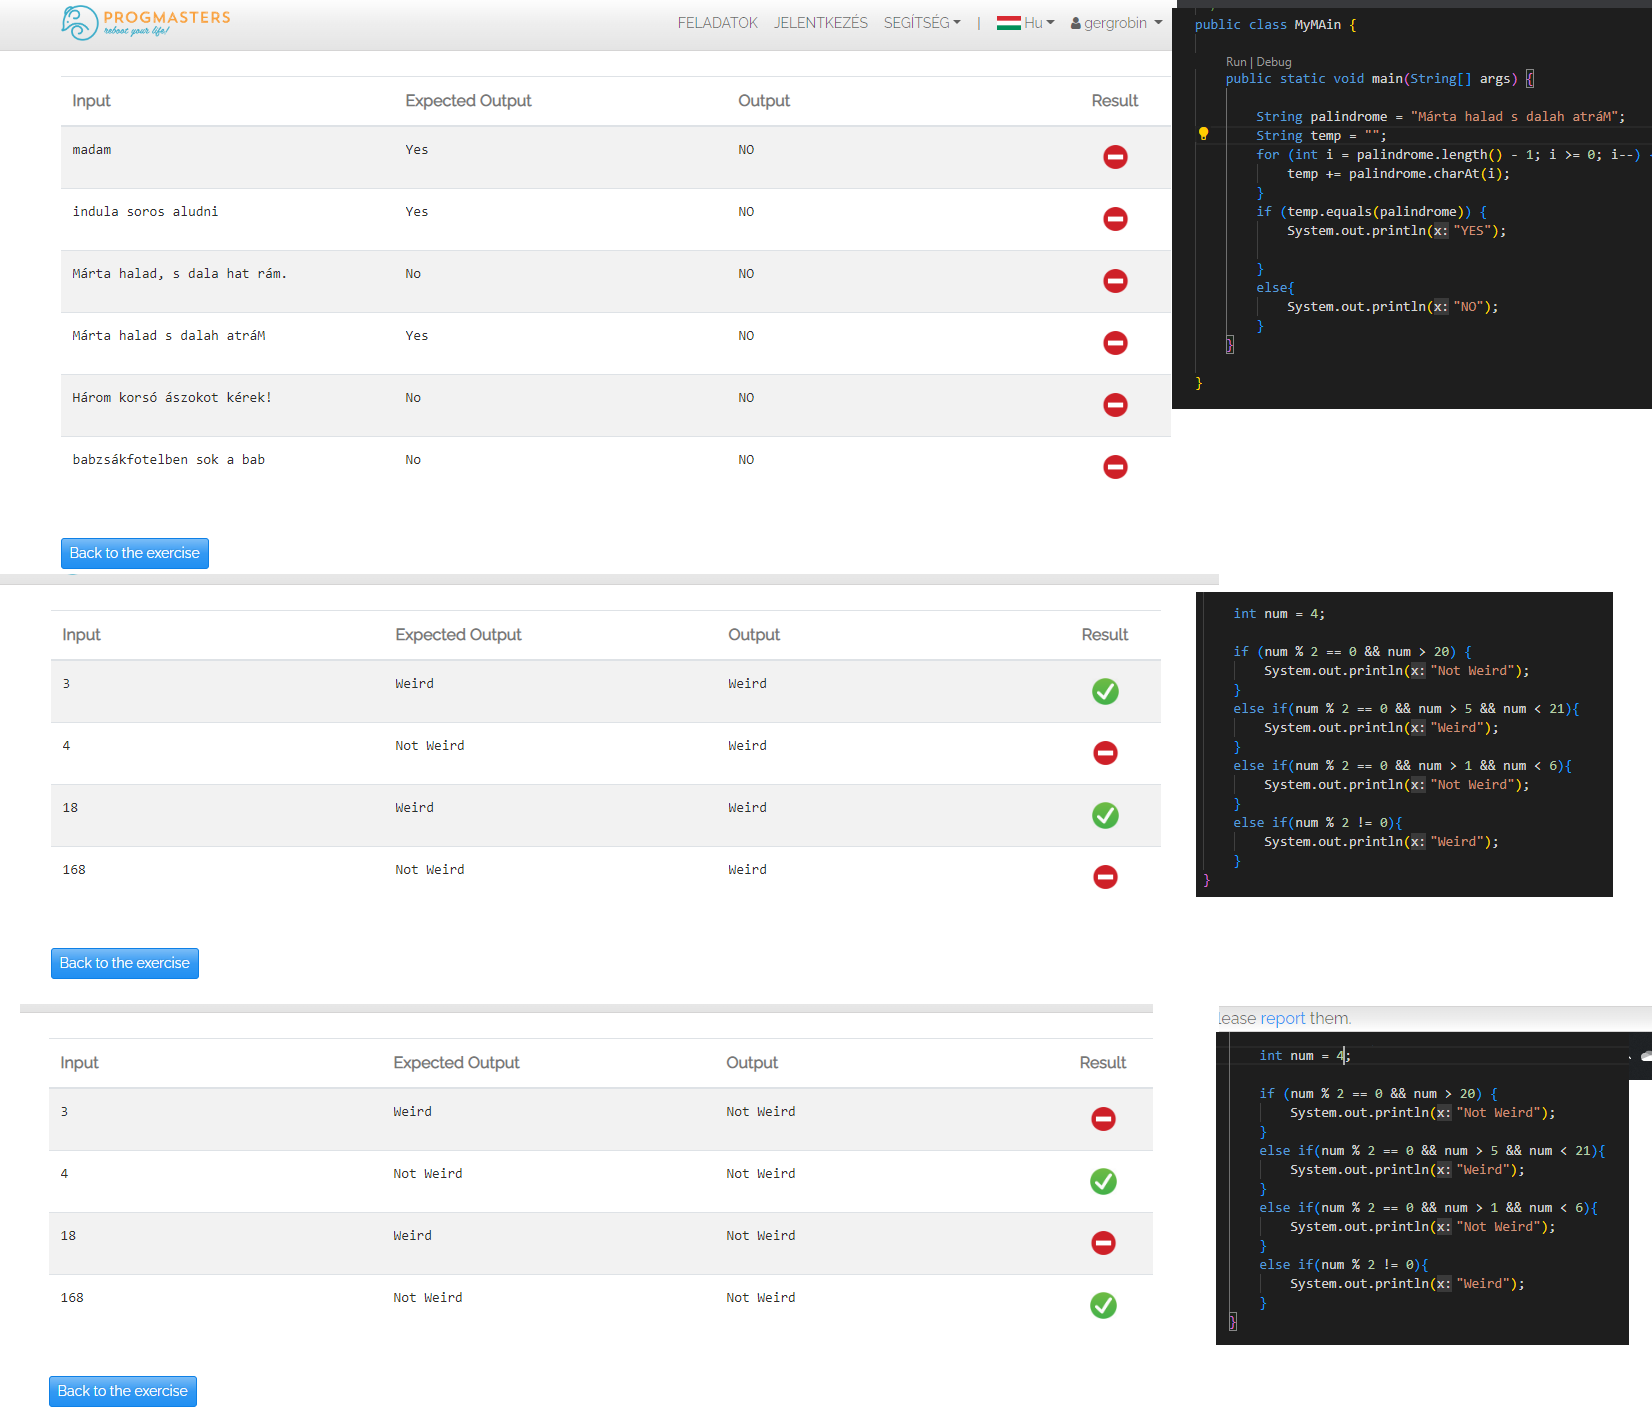 PROGMASTERS
reboot your life!
FELADATOK JELENTKEZÉS SEGÍTSÉG | Hu gergrobin
Input Expected Output Output Result
madam Yes NO
indula soros aludni Yes NO
Márta halad, s dala hat rám. No NO
Márta halad s dalah atráM Yes NO
Három korsó ászokot kérek! No NO
babzsákfotelben sok a bab No NO
Back to the exercise
public class MyMAin {
Run | Debug
public static void main(String[] args) {
String palindrome = "Márta halad s dalah atráM";
String temp = "";
for (int i = palindrome.length() - 1; i >= 0; i--)
temp += palindrome.charAt(i);
}
if (temp.equals(palindrome)) {
System.out.println(x: "YES");
}
else{
System.out.println(x: "NO");
}
}
}
Input Expected Output Output Result
3 Weird Weird
4 Not Weird Weird
18 Weird Weird
168 Not Weird Weird
Back to the exercise
int num = 4;
if (num % 2 == 0 && num > 20) {
System.out.println(x: "Not Weird");
}
else if(num % 2 == 0 && num > 5 && num < 21){
System.out.println(x: "Weird");
}
else if(num % 2 == 0 && num > 1 && num < 6){
System.out.println(x: "Not Weird");
}
else if(num % 2 != 0){
System.out.println(x: "Weird");
}
}
Input Expected Output Output Result
3 Weird Not Weird
4 Not Weird Not Weird
18 Weird Not Weird
168 Not Weird Not Weird
Back to the exercise
lease report them.
int num = 4;
if (num % 2 == 0 && num > 20) {
System.out.println(x: "Not Weird");
}
else if(num % 2 == 0 && num > 5 && num < 21){
System.out.println(x: "Weird");
}
else if(num % 2 == 0 && num > 1 && num < 6){
System.out.println(x: "Not Weird");
}
else if(num % 2 != 0){
System.out.println(x: "Weird");
}
}